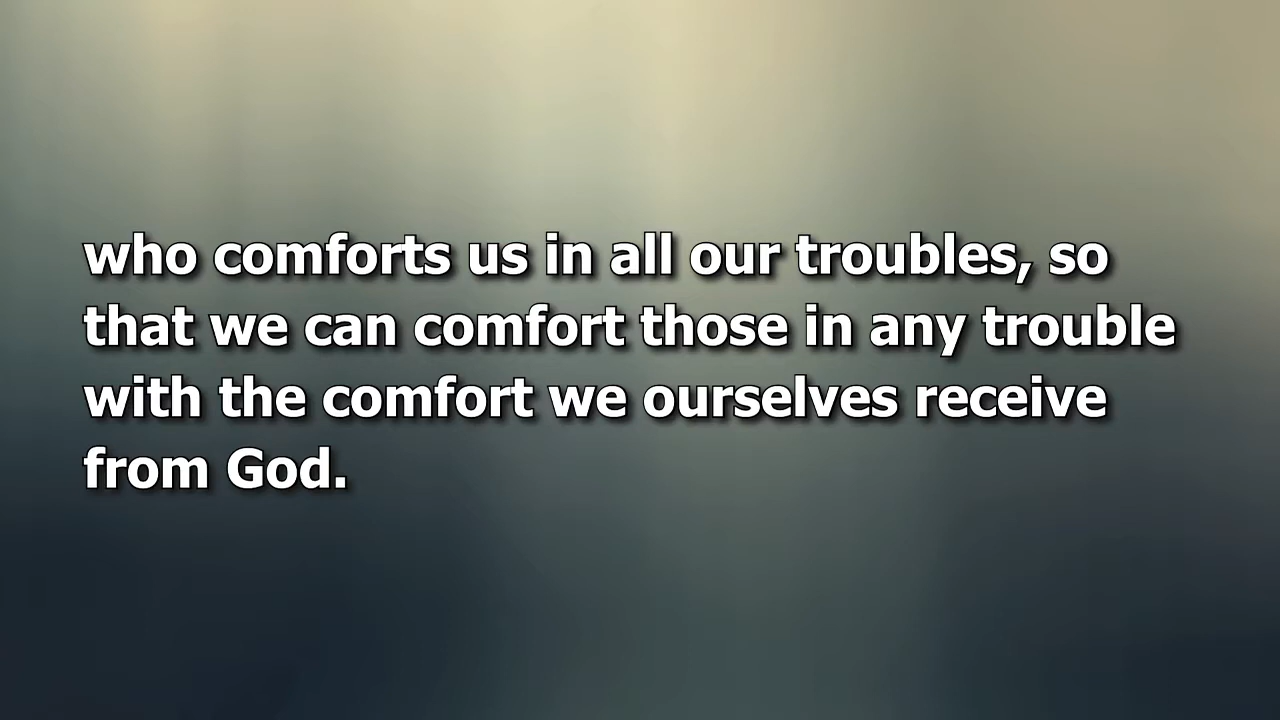 who comforts us in all our troubles, so
that we can comfort those in any trouble
with the comfort we ourselves receive
from God.